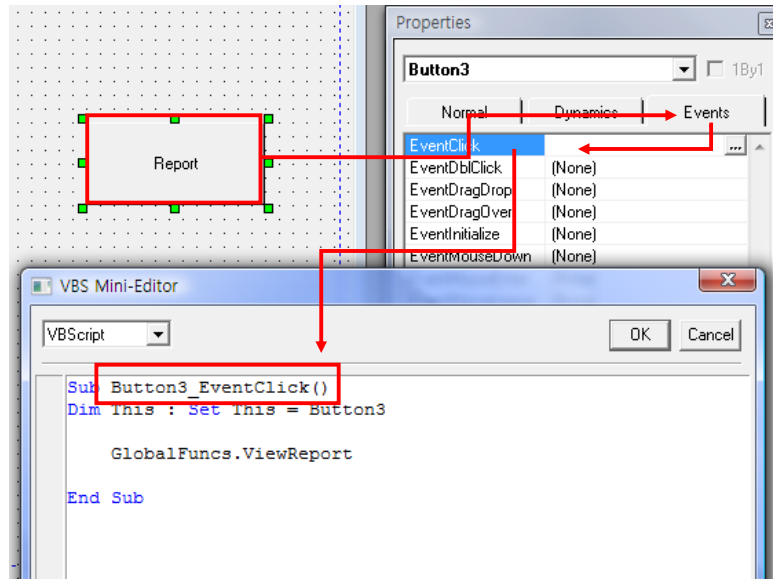 Properties
Button3
1By1
Normal
Dynamics
Events
Report
EventClick
...
EventDblClick (None)
EventDragDrop (None)
EventDragOver (None)
EventInitialize (None)
EventMouseDown (None)
VBS Mini-Editor
VBScript
OK
Cancel
Sub Button3_EventClick()
Dim This : Set This = Button3
GlobalFuncs.ViewReport
End Sub